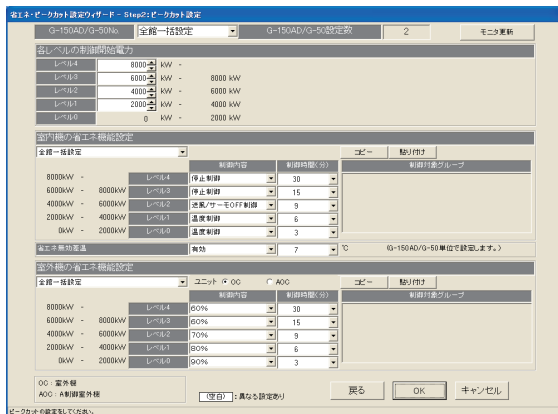 省エネ・ピークカット設定ウィザード - Step2:ピークカット設定
G-150AD/G-50No. 全館一括設定 G-150AD/G-50設定数 2 モニタ更新
各レベルの制御開始電力
レベル4 8000 kW -
レベル3 6000 kW - 8000 kW
レベル2 4000 kW - 6000 kW
レベル1 2000 kW - 4000 kW
レベル0 0 kW - 2000 kW
室内機の省エネ機能設定
全館一括設定 コピー 貼り付け
制御内容 制御時間(分) 制御対象グループ
8000kW - レベル4 停止制御 30
6000kW - 8000kW レベル3 停止制御 15
4000kW - 6000kW レベル2 送風/サーモOFF制御 9
2000kW - 4000kW レベル1 温度制御 6
0kW - 2000kW レベル0 温度制御 3
省エネ無効差温 有効 7 ℃ (G-150AD/G-50単位で設定します。)
室外機の省エネ機能設定
全館一括設定 ユニット OC AOC コピー 貼り付け
制御内容 制御時間(分) 制御対象グループ
8000kW - レベル4 60% 30
6000kW - 8000kW レベル3 60% 15
4000kW - 6000kW レベル2 70% 9
2000kW - 4000kW レベル1 80% 6
0kW - 2000kW レベル0 90% 3
OC:室外機
AOC:A制御室外機
(空白):異なる設定あり 戻る OK キャンセル
ピークカットの設定をしてください。